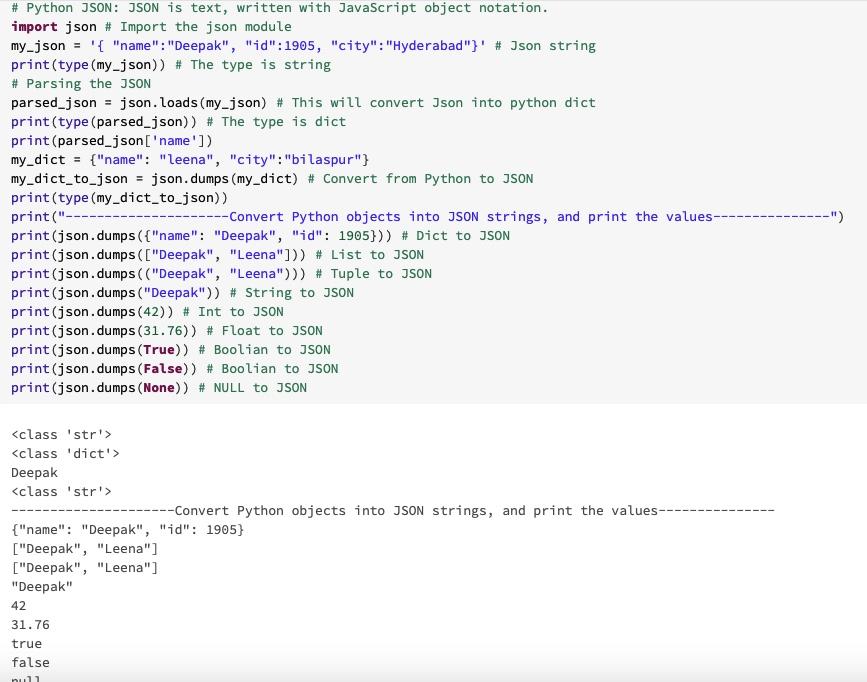 # Python JSON: JSON is text, written with JavaScript object notation.
import json # Import the json module
my_json = '{ "name":"Deepak", "id":1905, "city":"Hyderabad"}' # Json string
print(type(my_json)) # The type is string
# Parsing the JSON
parsed_json = json.loads(my_json) # This will convert Json into python dict
print(type(parsed_json)) # The type is dict
print(parsed_json['name'])
my_dict = {"name": "leena", "city":"bilaspur"}
my_dict_to_json = json.dumps(my_dict) # Convert from Python to JSON
print(type(my_dict_to_json))
print("---------------------Convert Python objects into JSON strings, and print the values---------------")
print(json.dumps({"name": "Deepak", "id": 1905})) # Dict to JSON
print(json.dumps(["Deepak", "Leena"])) # List to JSON
print(json.dumps(("Deepak", "Leena"))) # Tuple to JSON
print(json.dumps("Deepak")) # String to JSON
print(json.dumps(42)) # Int to JSON
print(json.dumps(31.76)) # Float to JSON
print(json.dumps(True)) # Boolian to JSON
print(json.dumps(False)) # Boolian to JSON
print(json.dumps(None)) # NULL to JSON
<class 'str'>
<class 'dict'>
Deepak
<class 'str'>
---------------------Convert Python objects into JSON strings, and print the values---------------
{"name": "Deepak", "id": 1905}
["Deepak", "Leena"]
["Deepak", "Leena"]
"Deepak"
42
31.76
true
false
null